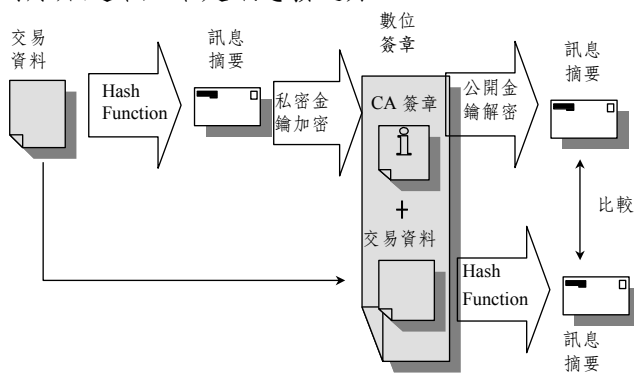 交易
資料
Hash
Function
訊息
摘要
私密金
鑰加密
數位
簽章
CA 簽章
+
交易資料
公開金
鑰解密
訊息
摘要
比較
Hash
Function
訊息
摘要